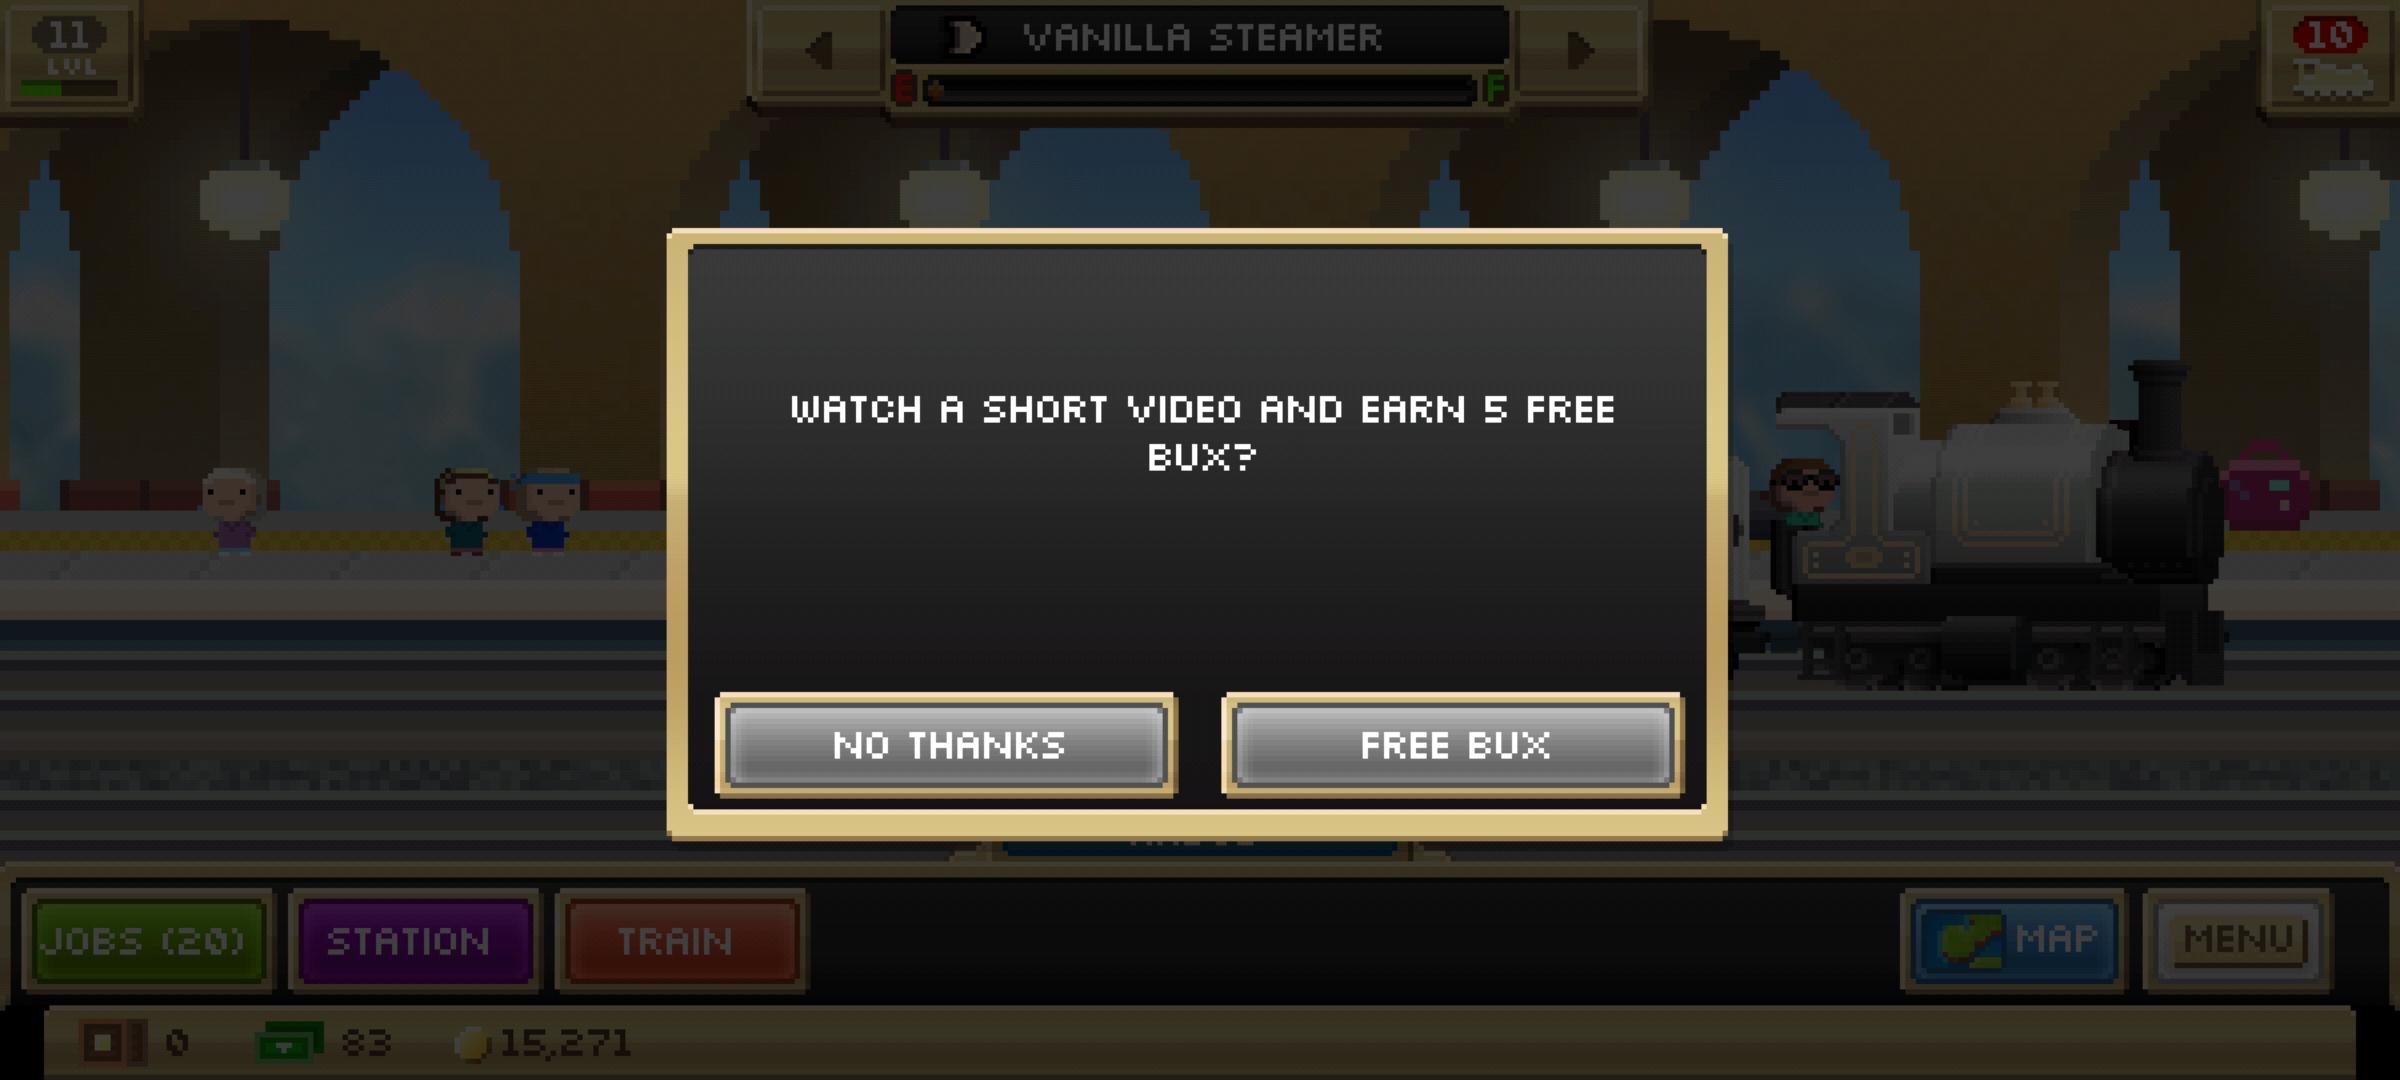 11
LVL
VANILLA STEAMER
E F
10
WATCH A SHORT VIDEO AND EARN 5 FREE
BUX?
NO THANKS
FREE BUX
JOBS (20)
STATION
TRAIN
MAP
MENU
0
83
15,271